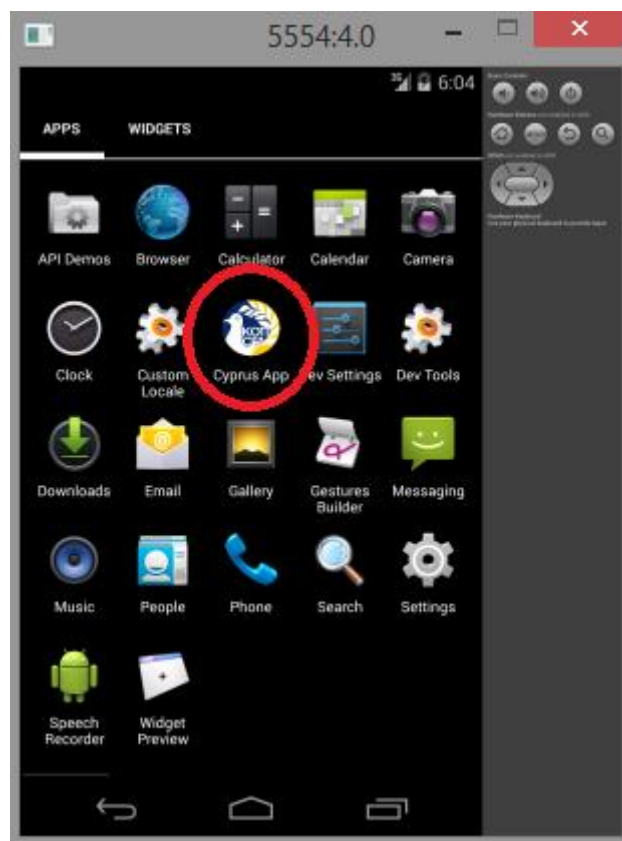 5554:4.0
3G 6:04
APPS WIDGETS
API Demos Browser Calculator Calendar Camera
Clock Custom Locale Cyprus App ev Settings Dev Tools
Downloads Email Gallery Gestures Builder Messaging
Music People Phone Search Settings
Speech Recorder Widget Preview